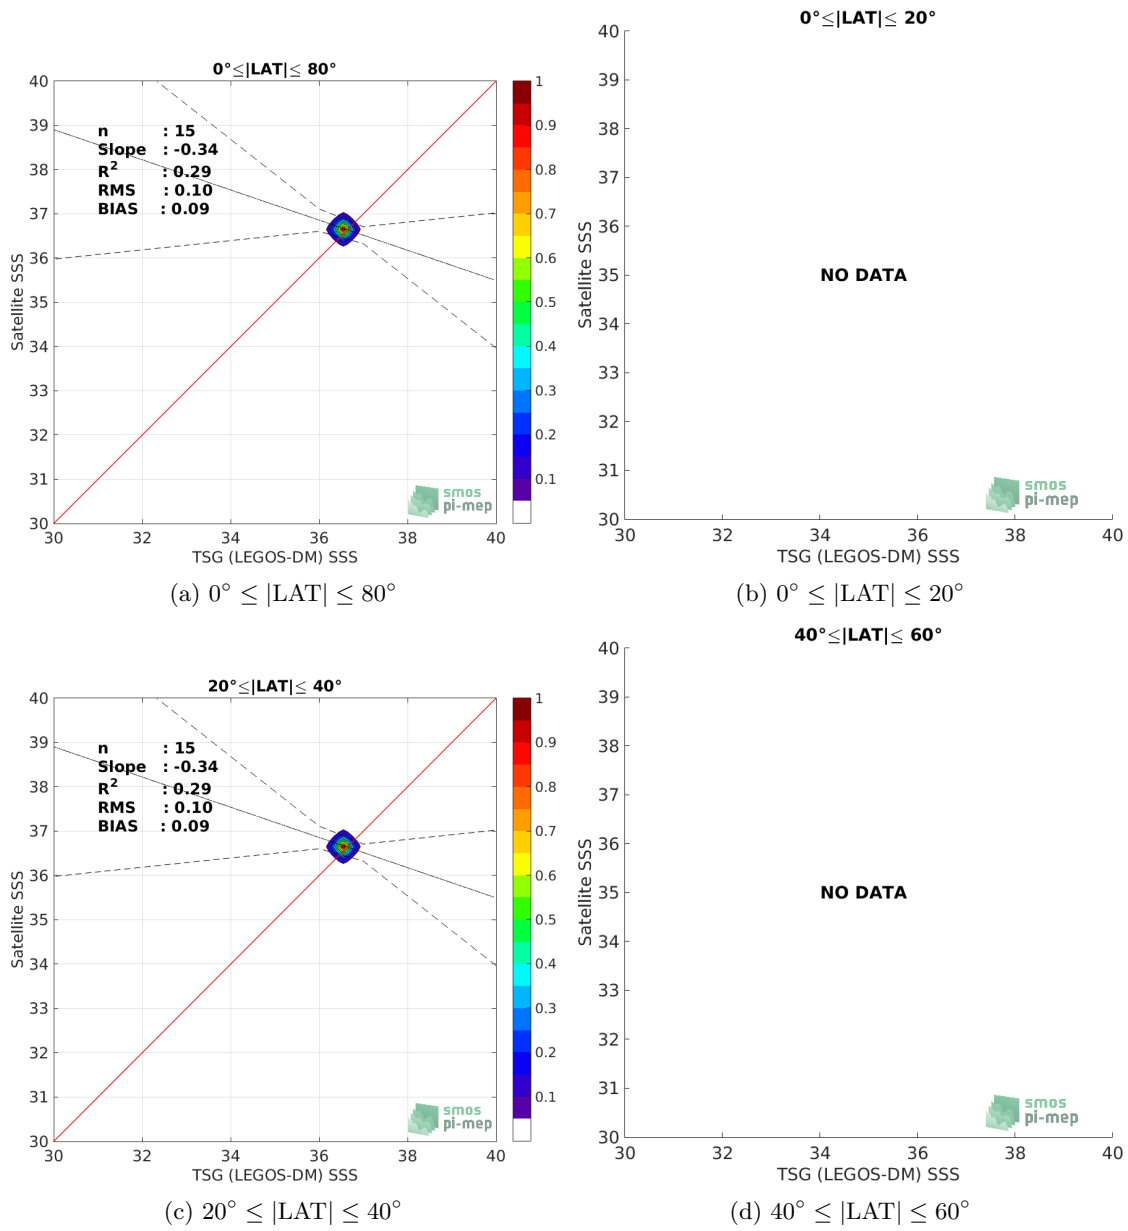 0°≤|LAT|≤ 80°
40
39
38
37
36
35
34
33
32
31
30
Satellite SSS
n : 15
Slope : -0.34
R² : 0.29
RMS : 0.10
BIAS : 0.09
smos
pi-mep
30 32 34 36 38 40
TSG (LEGOS-DM) SSS
1
0.9
0.8
0.7
0.6
0.5
0.4
0.3
0.2
0.1
(a) 0° ≤ |LAT| ≤ 80°
0°≤|LAT|≤ 20°
40
39
38
37
36
35
34
33
32
31
30
Satellite SSS
NO DATA
smos
pi-mep
30 32 34 36 38 40
TSG (LEGOS-DM) SSS
(b) 0° ≤ |LAT| ≤ 20°
20°≤|LAT|≤ 40°
40
39
38
37
36
35
34
33
32
31
30
Satellite SSS
n : 15
Slope : -0.34
R² : 0.29
RMS : 0.10
BIAS : 0.09
smos
pi-mep
30 32 34 36 38 40
TSG (LEGOS-DM) SSS
1
0.9
0.8
0.7
0.6
0.5
0.4
0.3
0.2
0.1
(c) 20° ≤ |LAT| ≤ 40°
40°≤|LAT|≤ 60°
40
39
38
37
36
35
34
33
32
31
30
Satellite SSS
NO DATA
smos
pi-mep
30 32 34 36 38 40
TSG (LEGOS-DM) SSS
(d) 40° ≤ |LAT| ≤ 60°